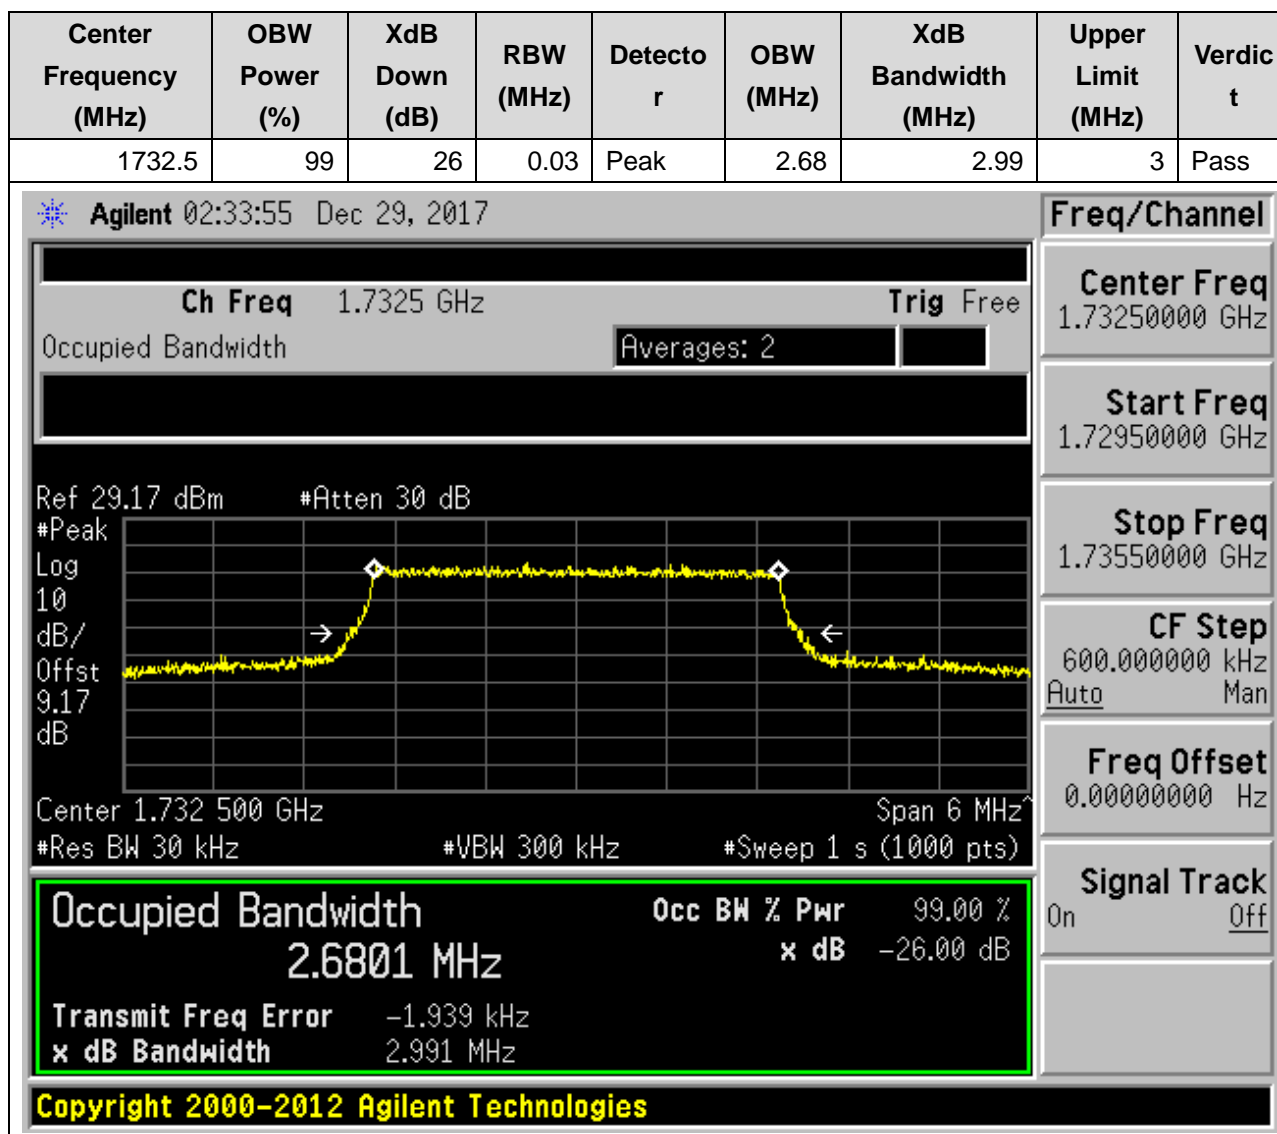 Center Frequency (MHz) OBW Power (%) XdB Down (dB) RBW (MHz) Detecto r OBW (MHz) XdB Bandwidth (MHz) Upper Limit (MHz) Verdic t
1732.5 99 26 0.03 Peak 2.68 2.99 3 Pass
Agilent 02:33:55 Dec 29, 2017
Ch Freq 1.7325 GHz Trig Free
Occupied Bandwidth Averages: 2
Ref 29.17 dBm #Atten 30 dB
#Peak
Log
10
dB/
Offst
9.17
dB
Center 1.732 500 GHz Span 6 MHz^
#Res BW 30 kHz #VBW 300 kHz #Sweep 1 s (1000 pts)
Occupied Bandwidth Occ BW % Pwr 99.00 %
2.6801 MHz x dB -26.00 dB
Transmit Freq Error -1.939 kHz
x dB Bandwidth 2.991 MHz
Copyright 2000-2012 Agilent Technologies
Freq/Channel
Center Freq
1.73250000 GHz
Start Freq
1.72950000 GHz
Stop Freq
1.73550000 GHz
CF Step
600.000000 kHz
Auto Man
Freq Offset
0.00000000 Hz
Signal Track
On Off